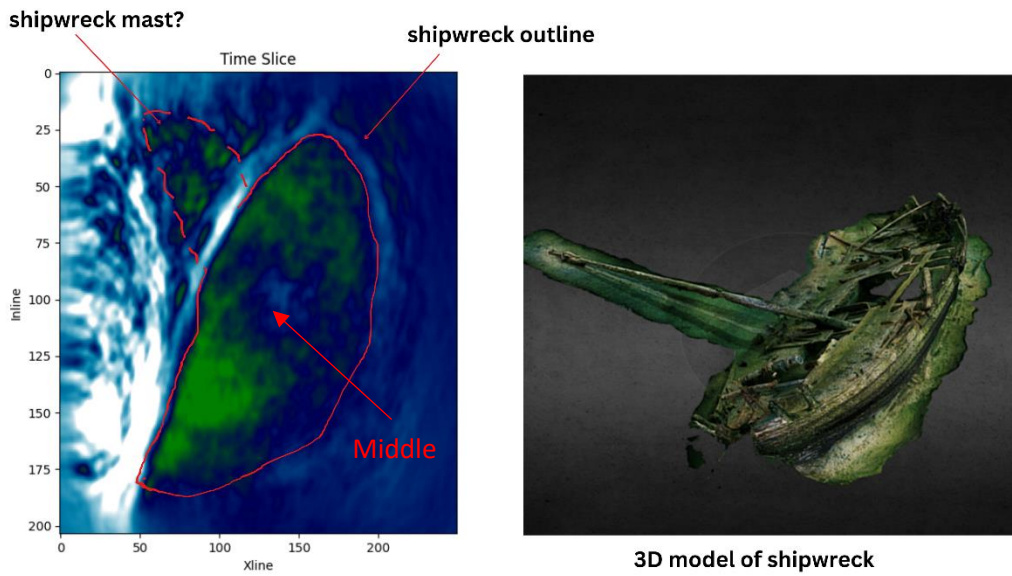 shipwreck mast?
shipwreck outline
Time Slice
0
25
50
75
100
125
150
175
200
Inline
Middle
0
50
100
150
200
Xline
3D model of shipwreck